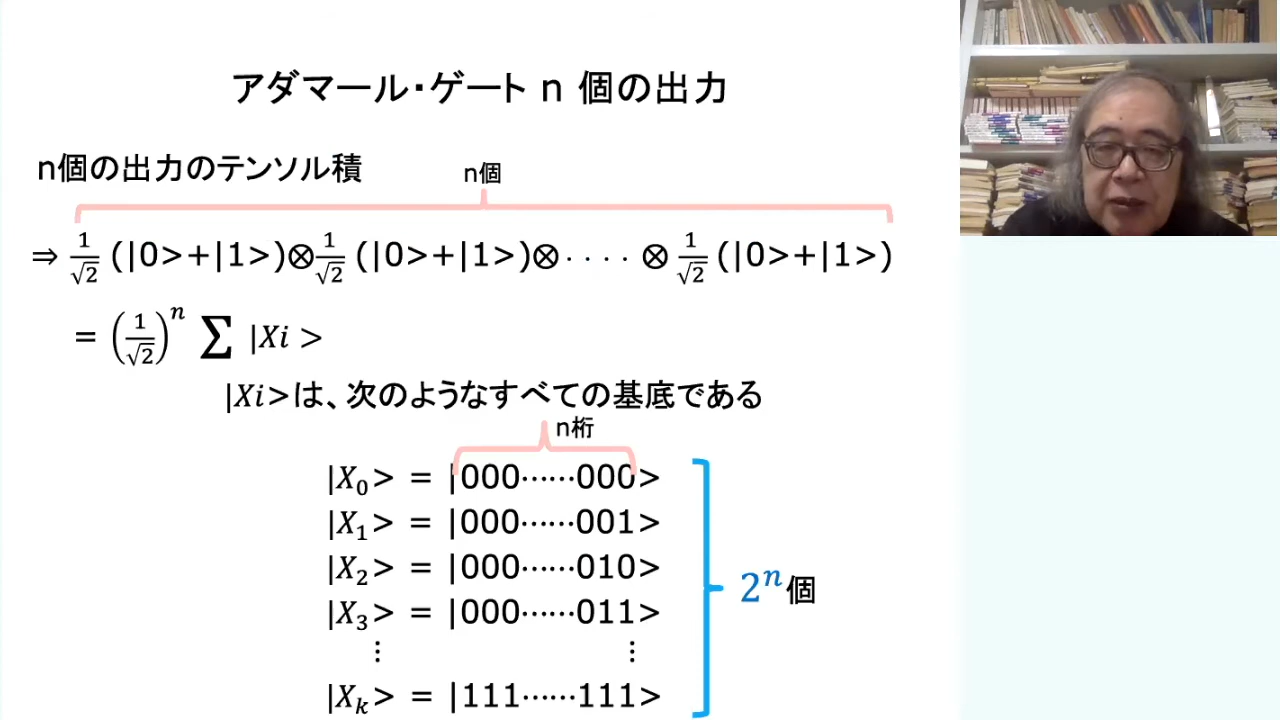 アダマール・ゲート n 個の出力
n個の出力のテンソル積
n個
⇒ 1/√2 (|0>+|1>)⊗1/√2 (|0>+|1>)⊗・・・・⊗ 1/√2 (|0>+|1>)
= (1/√2)ⁿ ∑ |Xi >
|Xi>は、次のようなすべての基底である
n桁
|X₀> = |000⋯⋯000>
|X₁> = |000⋯⋯001>
|X₂> = |000⋯⋯010>
2ⁿ個
|X₃> = |000⋯⋯011>
⋮ ⋮
|Xₖ> = |111⋯⋯111>